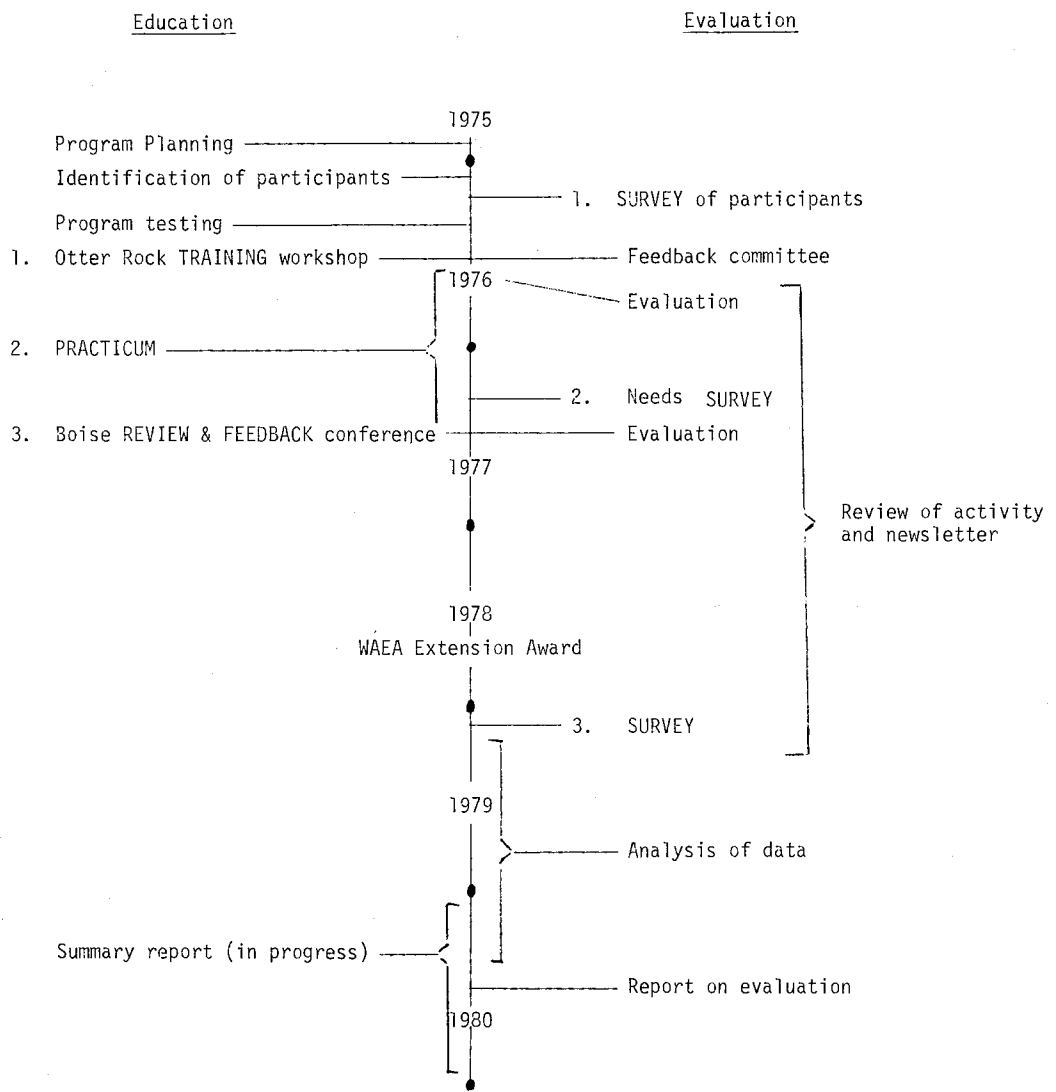 Education Evaluation
1975
Program Planning
Identification of participants
1. SURVEY of participants
Program testing
1. Otter Rock TRAINING workshop Feedback committee
1976
Evaluation
2. PRACTICUM
2. Needs SURVEY
3. Boise REVIEW & FEEDBACK conference Evaluation
1977
Review of activity
and newsletter
1978
WAEA Extension Award
3. SURVEY
1979
Analysis of data
Summary report (in progress)
Report on evaluation
1980